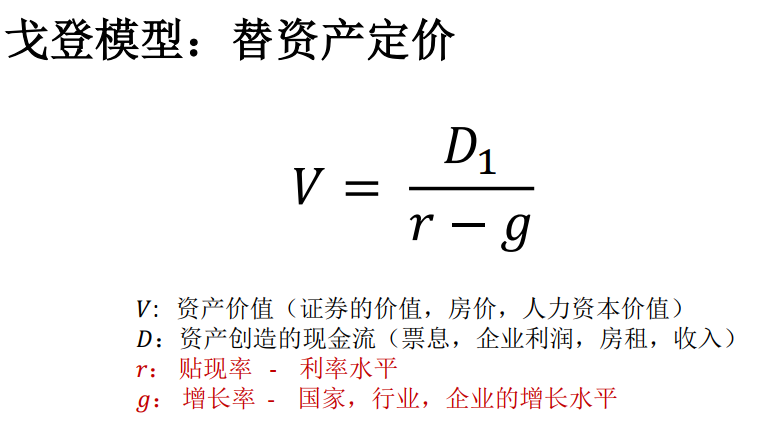 戈登模型：替资产定价
V = D₁ / (r − g)
V: 资产价值（证券的价值，房价，人力资本价值）
D: 资产创造的现金流（票息，企业利润，房租，收入）
r: 贴现率 - 利率水平
g: 增长率 - 国家，行业，企业的增长水平